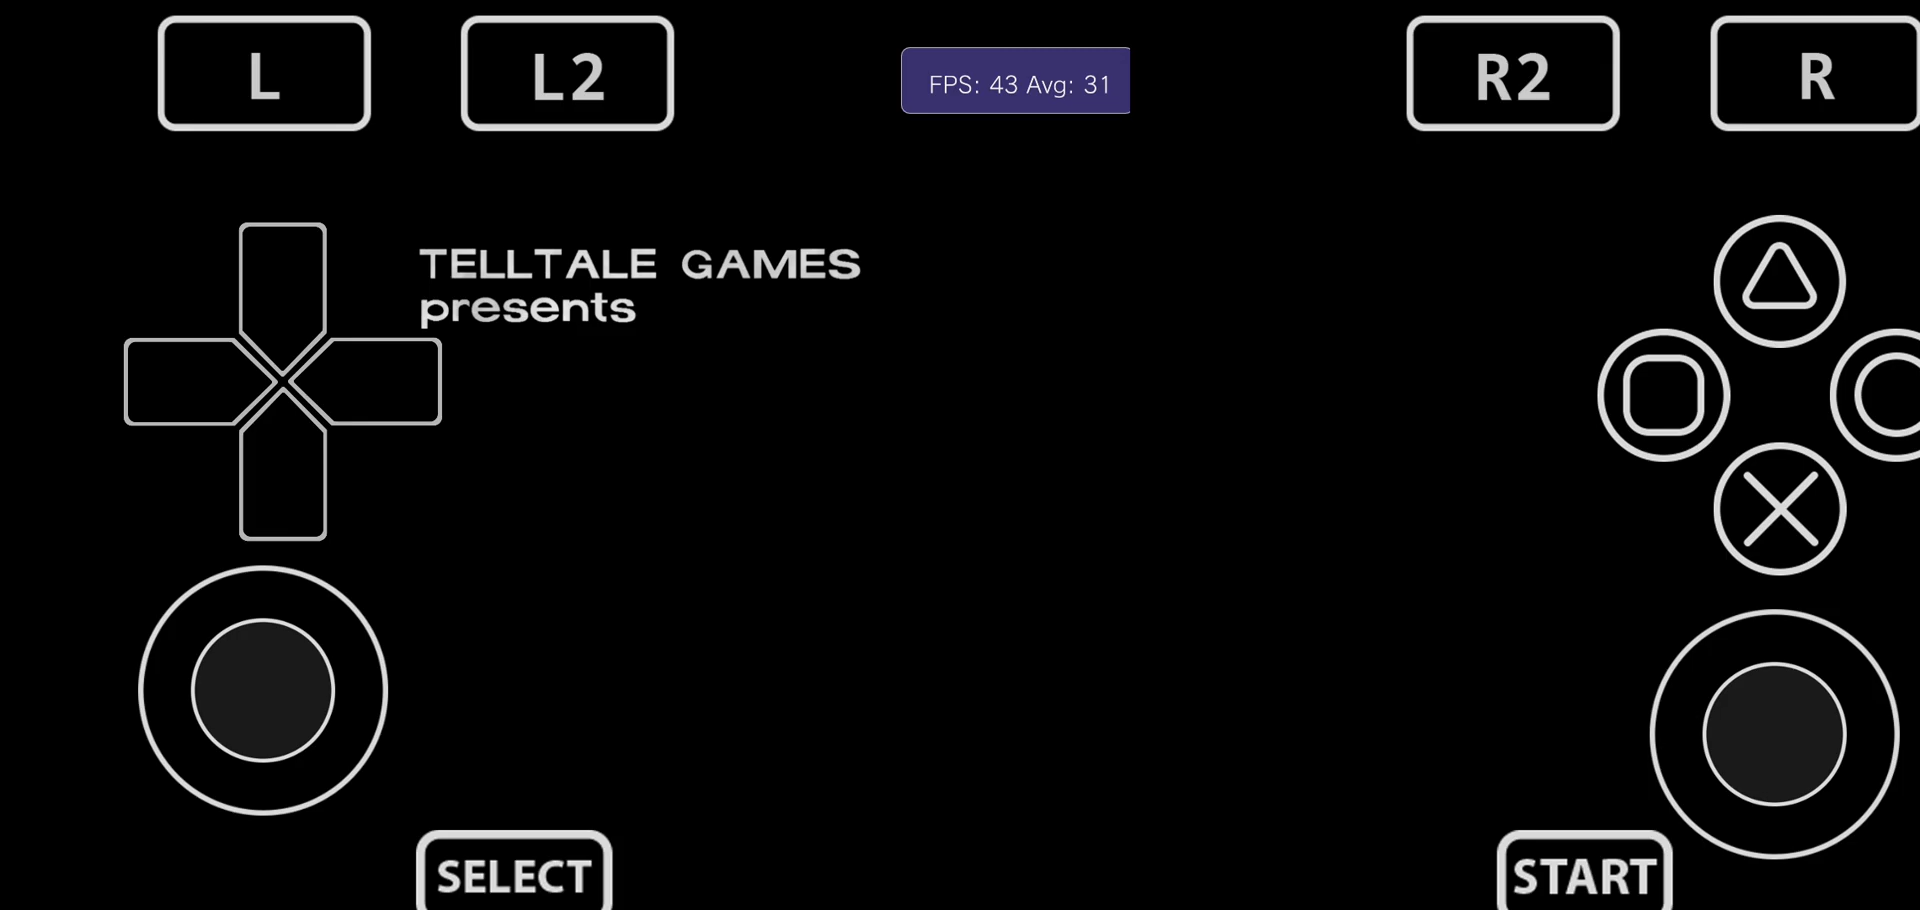 L
L2
FPS: 43 Avg: 31
R2
R
TELLTALE GAMES
presents
SELECT
START